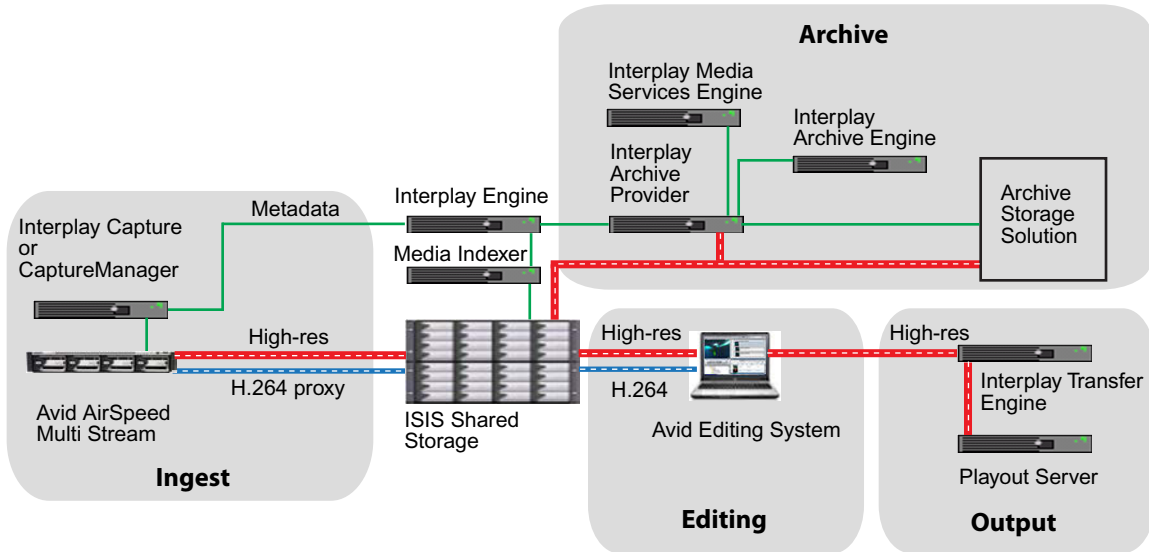 Archive
Interplay Media
Services Engine
Interplay
Archive Engine
Interplay
Archive
Provider
Archive
Storage
Solution
Interplay Engine
Media Indexer
Metadata
Interplay Capture
or
CaptureManager
High-res
H.264 proxy
Avid AirSpeed
Multi Stream
Ingest
ISIS Shared
Storage
High-res
H.264
Avid Editing System
Editing
High-res
Interplay Transfer
Engine
Playout Server
Output